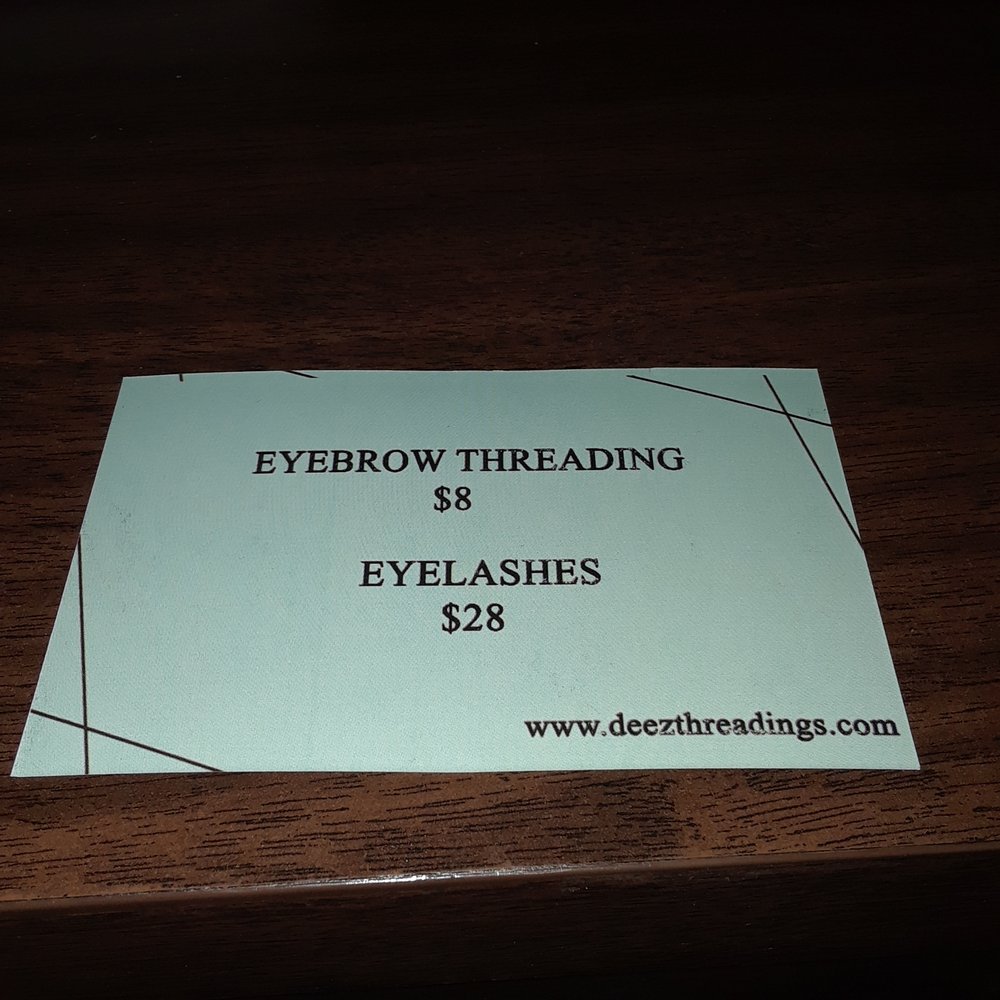 EYEBROW THREADING
$8
EYELASHES
$28
www.deezthreadings.com